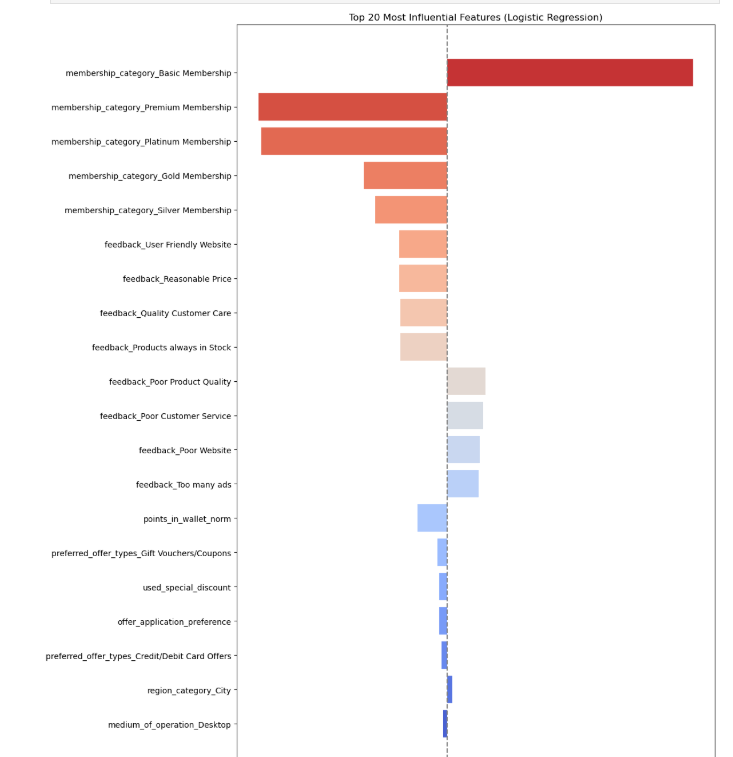 Top 20 Most Influential Features (Logistic Regression)
membership_category_Basic Membership
membership_category_Premium Membership
membership_category_Platinum Membership
membership_category_Gold Membership
membership_category_Silver Membership
feedback_User Friendly Website
feedback_Reasonable Price
feedback_Quality Customer Care
feedback_Products always in Stock
feedback_Poor Product Quality
feedback_Poor Customer Service
feedback_Poor Website
feedback_Too many ads
points_in_wallet_norm
preferred_offer_types_Gift Vouchers/Coupons
used_special_discount
offer_application_preference
preferred_offer_types_Credit/Debit Card Offers
region_category_City
medium_of_operation_Desktop